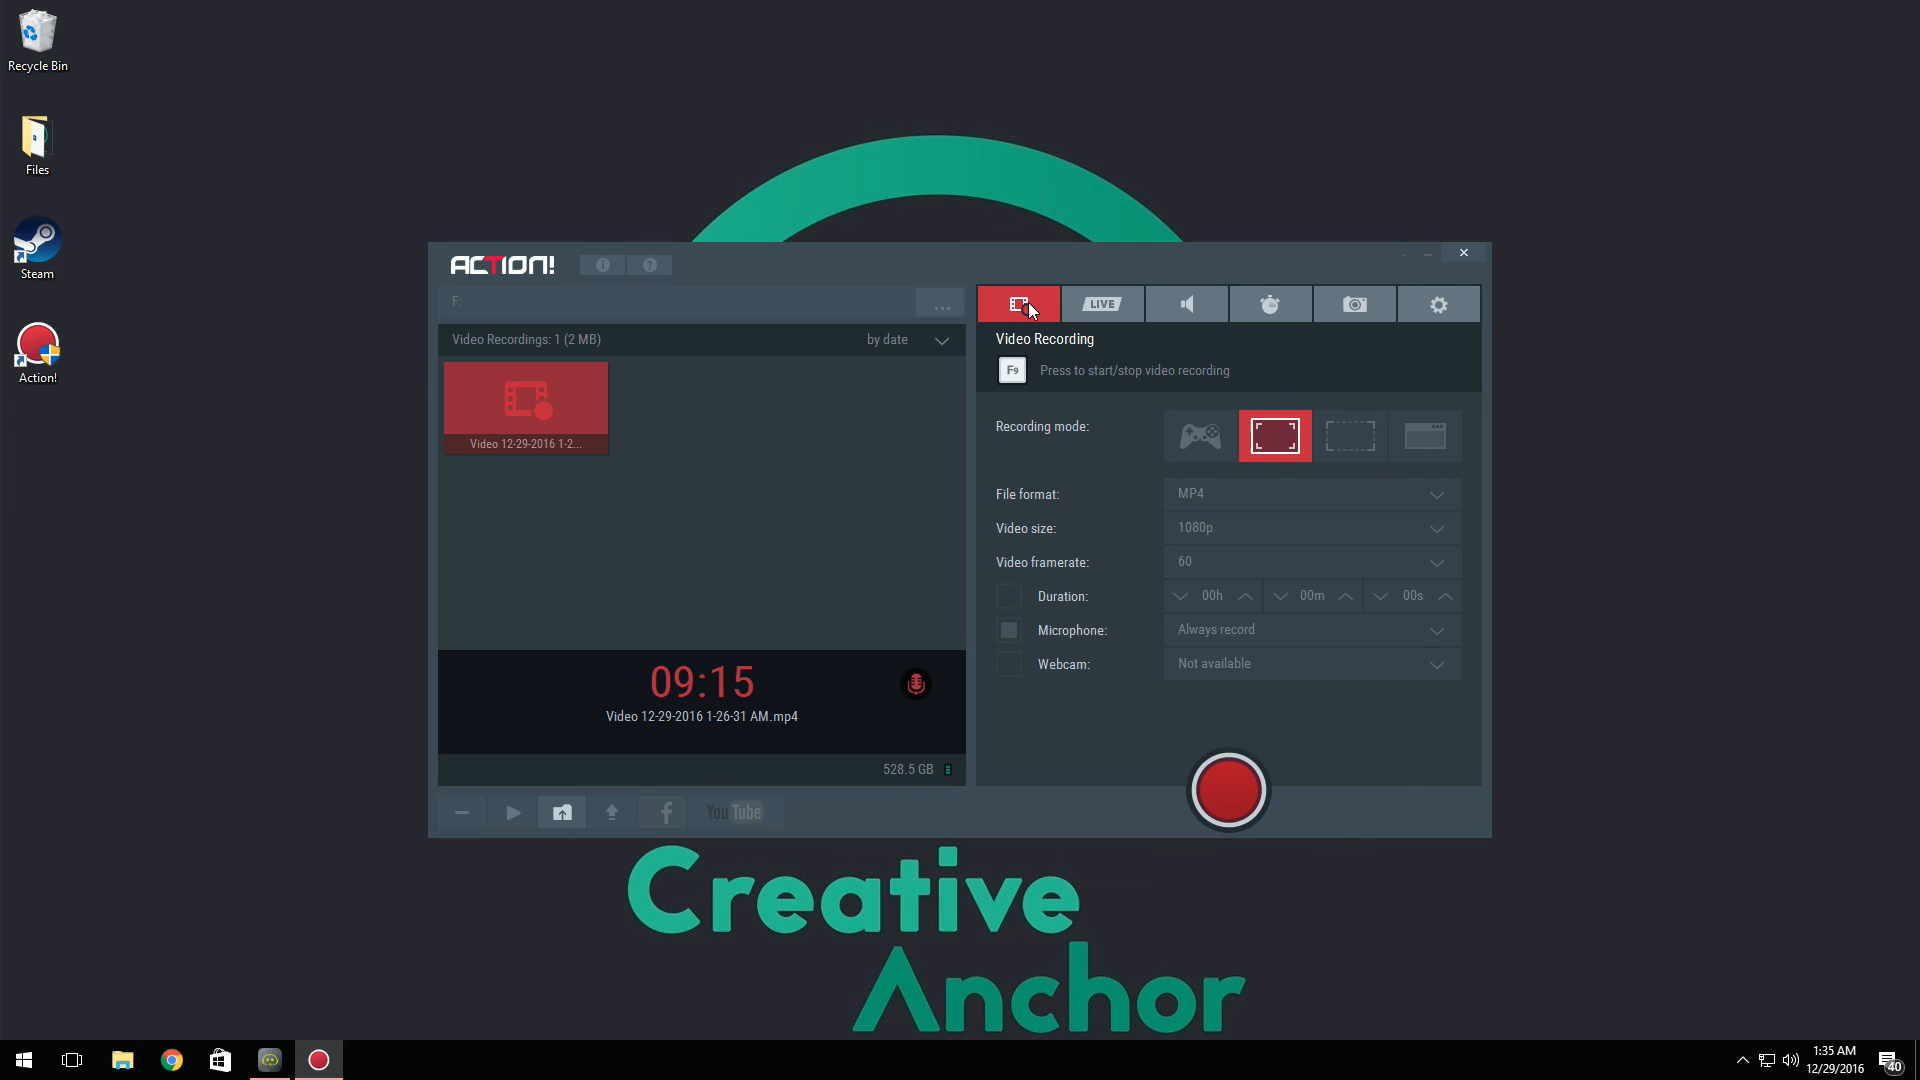 Recycle Bin
Files
Steam
Action!
ACTION!
F:
...
Video Recordings: 1 (2 MB)
by date
Video 12-29-2016 1-2...
09:15
Video 12-29-2016 1-26-31 AM.mp4
528.5 GB
YouTube
LIVE
Video Recording
F9
Press to start/stop video recording
Recording mode:
File format:
MP4
Video size:
1080p
Video framerate:
60
Duration:
00h
00m
00s
Microphone:
Always record
Webcam:
Not available
Creative
Anchor
1:35 AM
12/29/2016
40